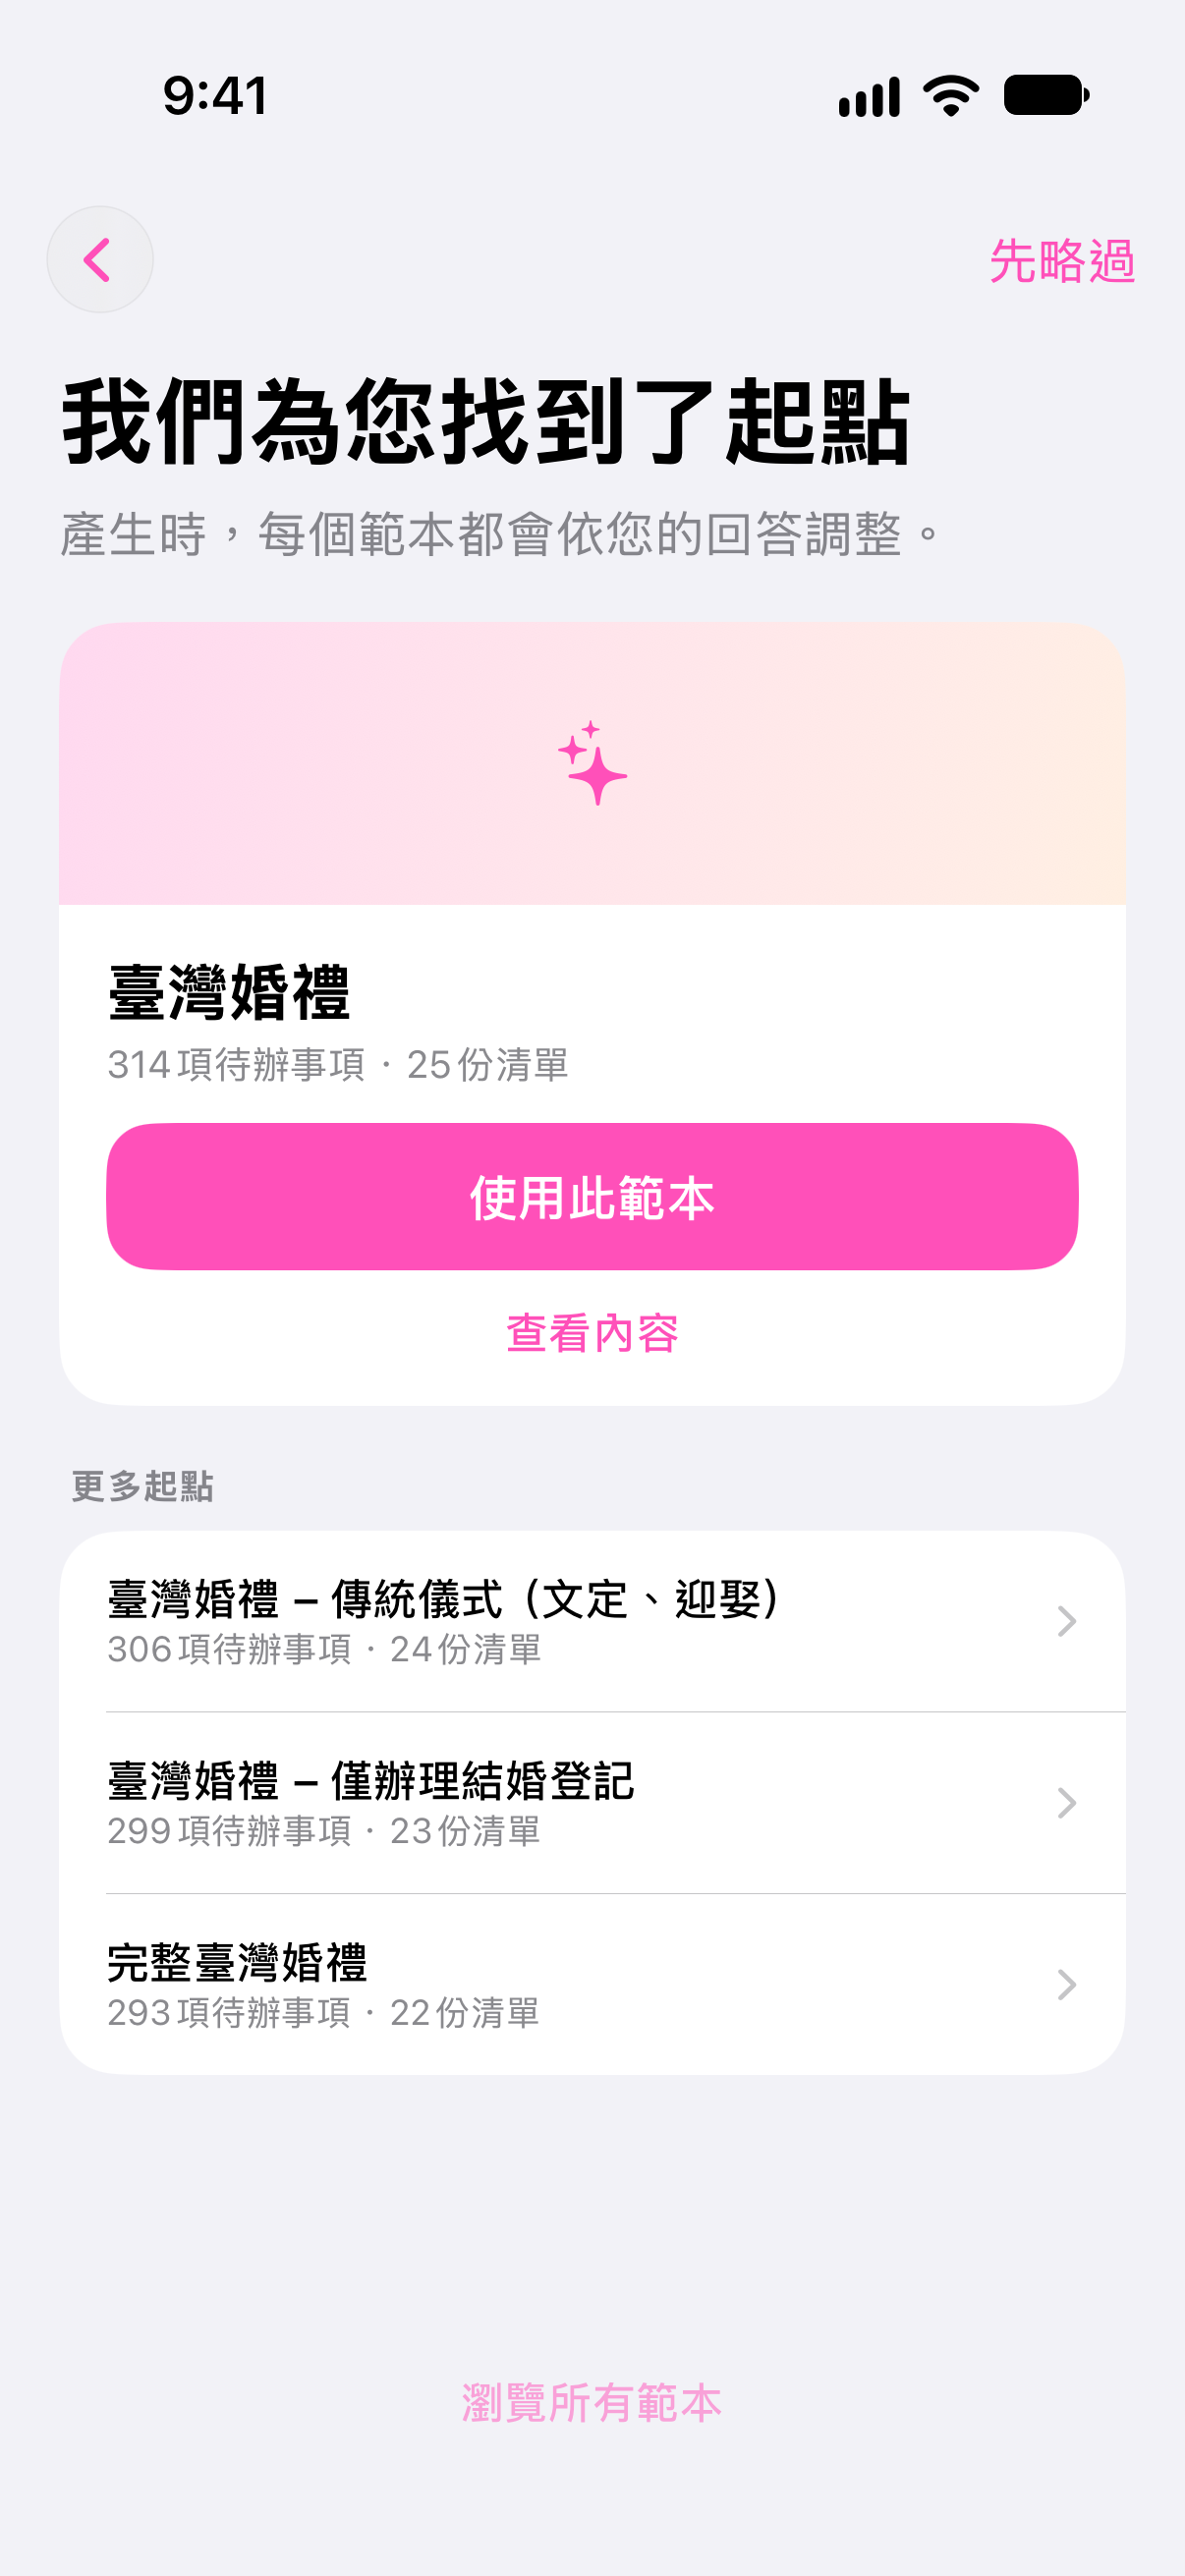 9:41
先略過
我們為您找到了起點
產生時，每個範本都會依您的回答調整。
臺灣婚禮
314 項待辦事項 · 25 份清單
使用此範本
查看內容
更多起點
臺灣婚禮 – 傳統儀式（文定、迎娶）
306 項待辦事項 · 24 份清單
臺灣婚禮 – 僅辦理結婚登記
299 項待辦事項 · 23 份清單
完整臺灣婚禮
293 項待辦事項 · 22 份清單
瀏覽所有範本